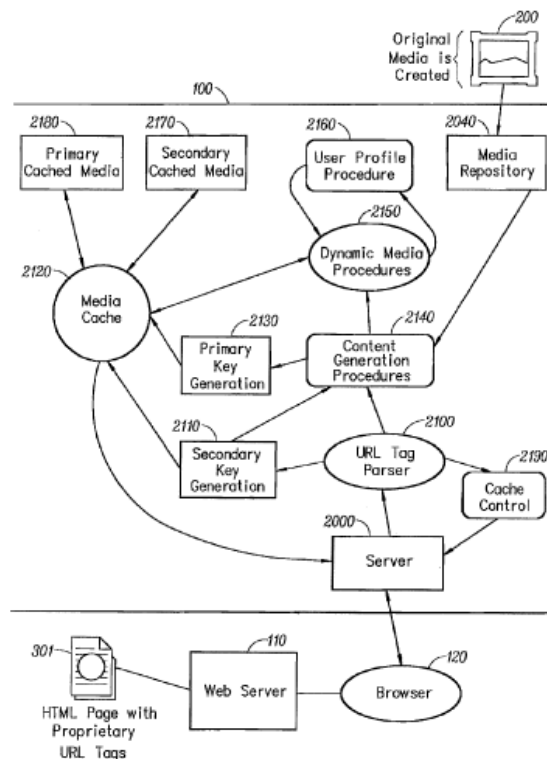 200
Original
Media is
Created
100
2180
2170
2160
2040
Primary
Cached Media
Secondary
Cached Media
User Profile
Procedure
Media
Repository
2150
Dynamic Media
Procedures
2120
Media
Cache
2130
Primary
Key
Generation
2140
Content
Generation
Procedures
2110
Secondary
Key
Generation
2100
URL Tag
Parser
2190
Cache
Control
2000
Server
301
110
120
Web Server
Browser
HTML Page with
Proprietary
URL Tags